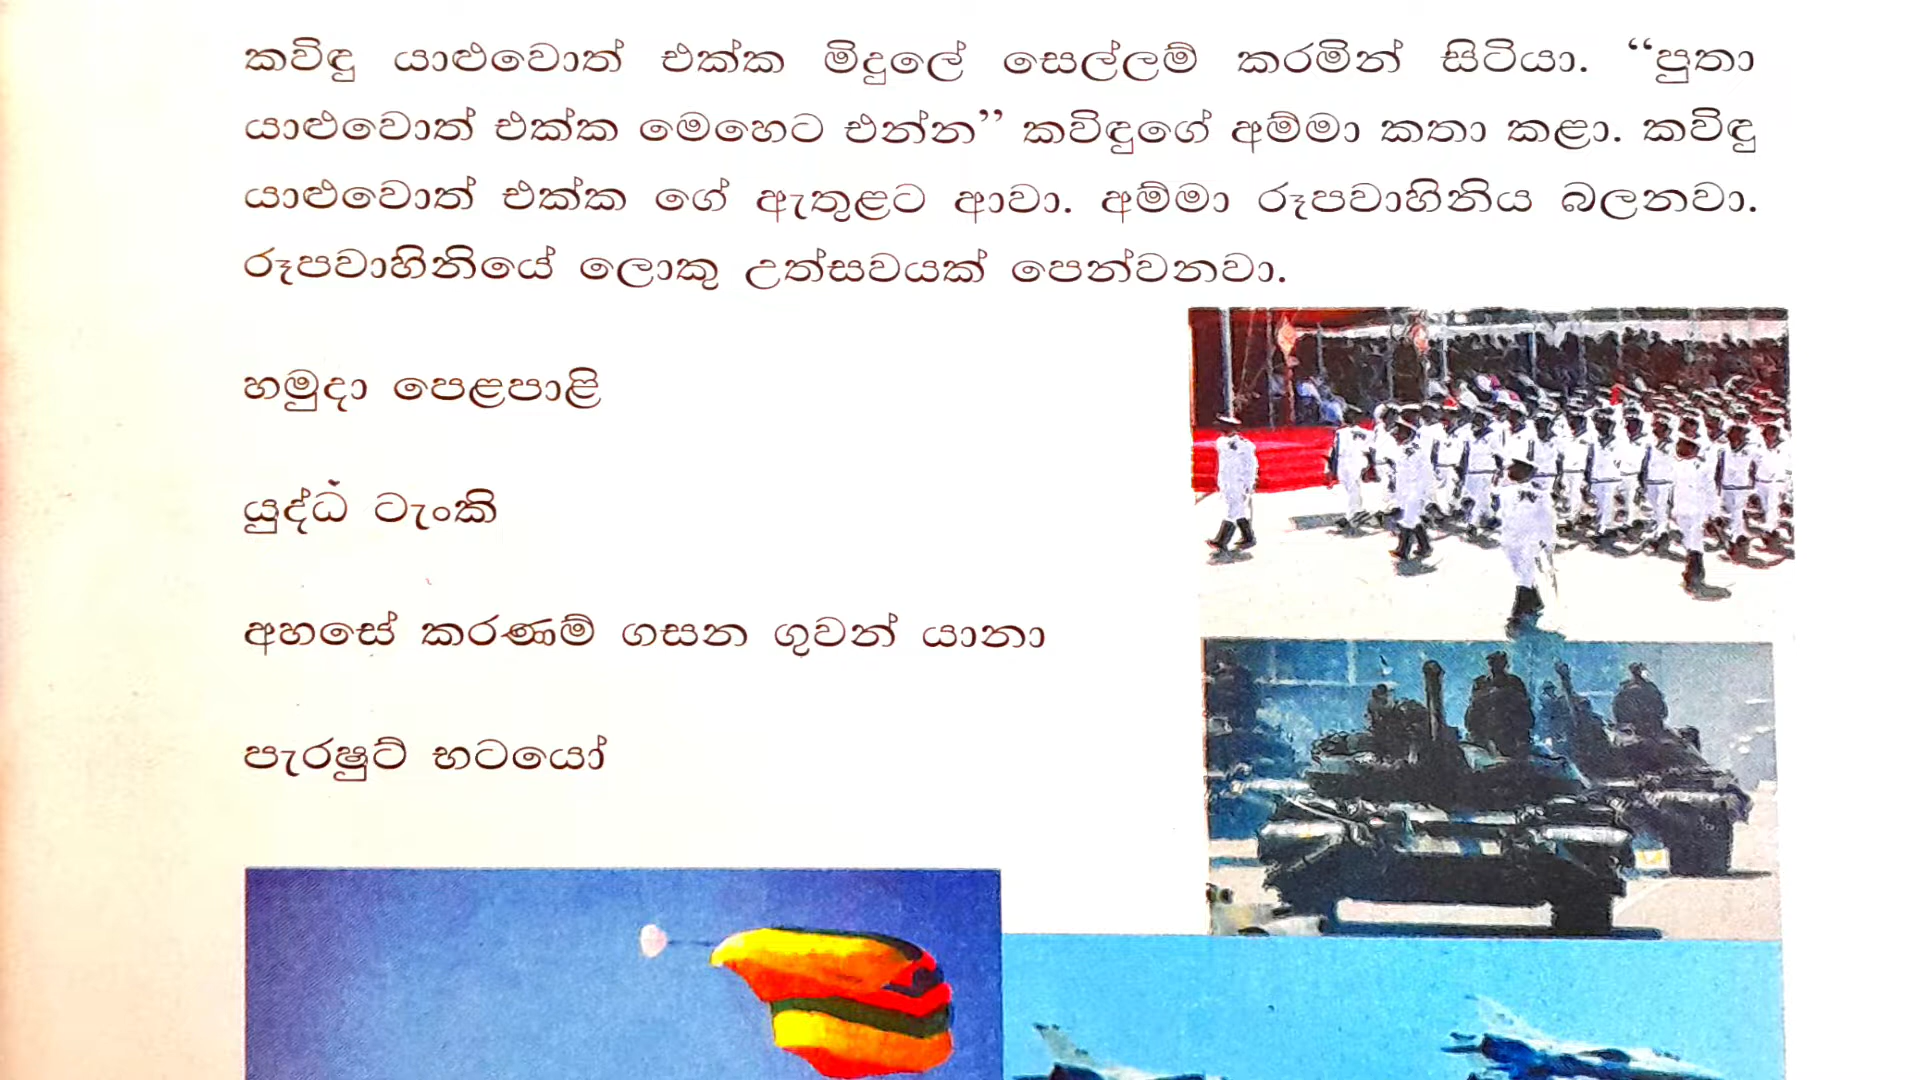 කවිඳු යාළුවොත් එක්ක මිදුලේ සෙල්ලම් කරමින් සිටියා. “පුතා
යාළුවොත් එක්ක මෙහෙට එන්න” කවිඳුගේ අම්මා කතා කළා. කවිඳු
යාළුවොත් එක්ක ගේ ඇතුළට ආවා. අම්මා රූපවාහිනිය බලනවා.
රූපවාහිනියේ ලොකු උත්සවයක් පෙන්වනවා.
හමුදා පෙළපාළි
යුද්ධ ටැංකි
අහසේ කරණම් ගසන ගුවන් යානා
පැරෂුට් භටයෝ